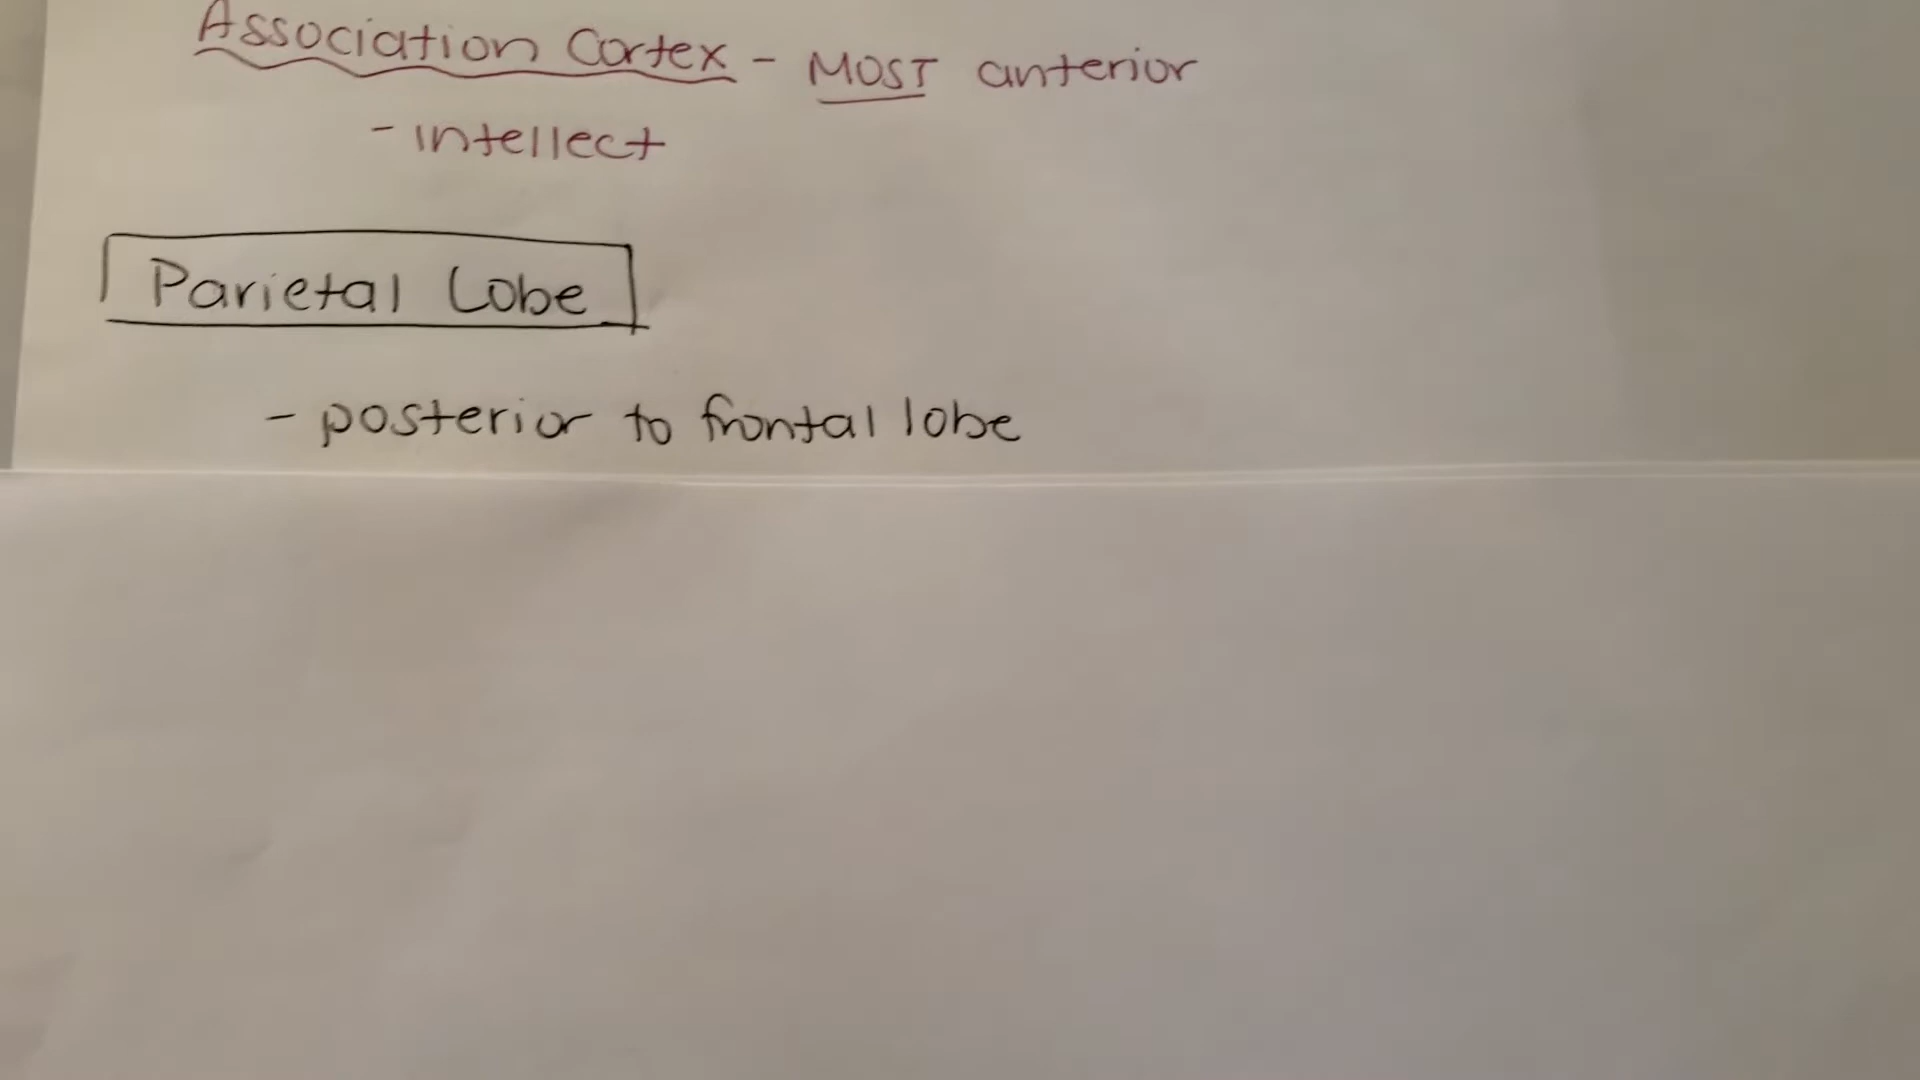 Association Cortex - MOST anterior
- intellect
Parietal Lobe
- posterior to frontal lobe